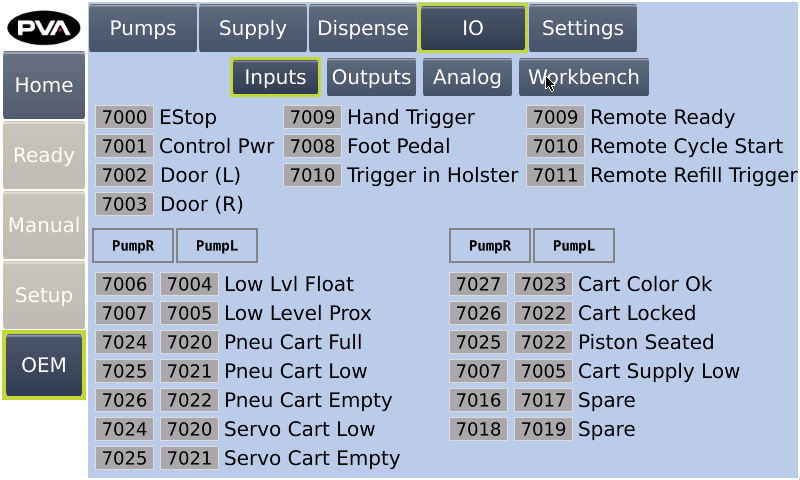 PVA Pumps Supply Dispense IO Settings
Home Inputs Outputs Analog Workbench
7000 EStop 7009 Hand Trigger 7009 Remote Ready
7001 Control Pwr 7008 Foot Pedal 7010 Remote Cycle Start
Ready
7002 Door (L) 7010 Trigger in Holster 7011 Remote Refill Trigger
7003 Door (R)
Manual
PumpR PumpL PumpR PumpL
7006 7004 Low Lvl Float 7027 7023 Cart Color Ok
Setup
7007 7005 Low Level Prox 7026 7022 Cart Locked
7024 7020 Pneu Cart Full 7025 7022 Piston Seated
OEM
7025 7021 Pneu Cart Low 7007 7005 Cart Supply Low
7026 7022 Pneu Cart Empty 7016 7017 Spare
7024 7020 Servo Cart Low 7018 7019 Spare
7025 7021 Servo Cart Empty